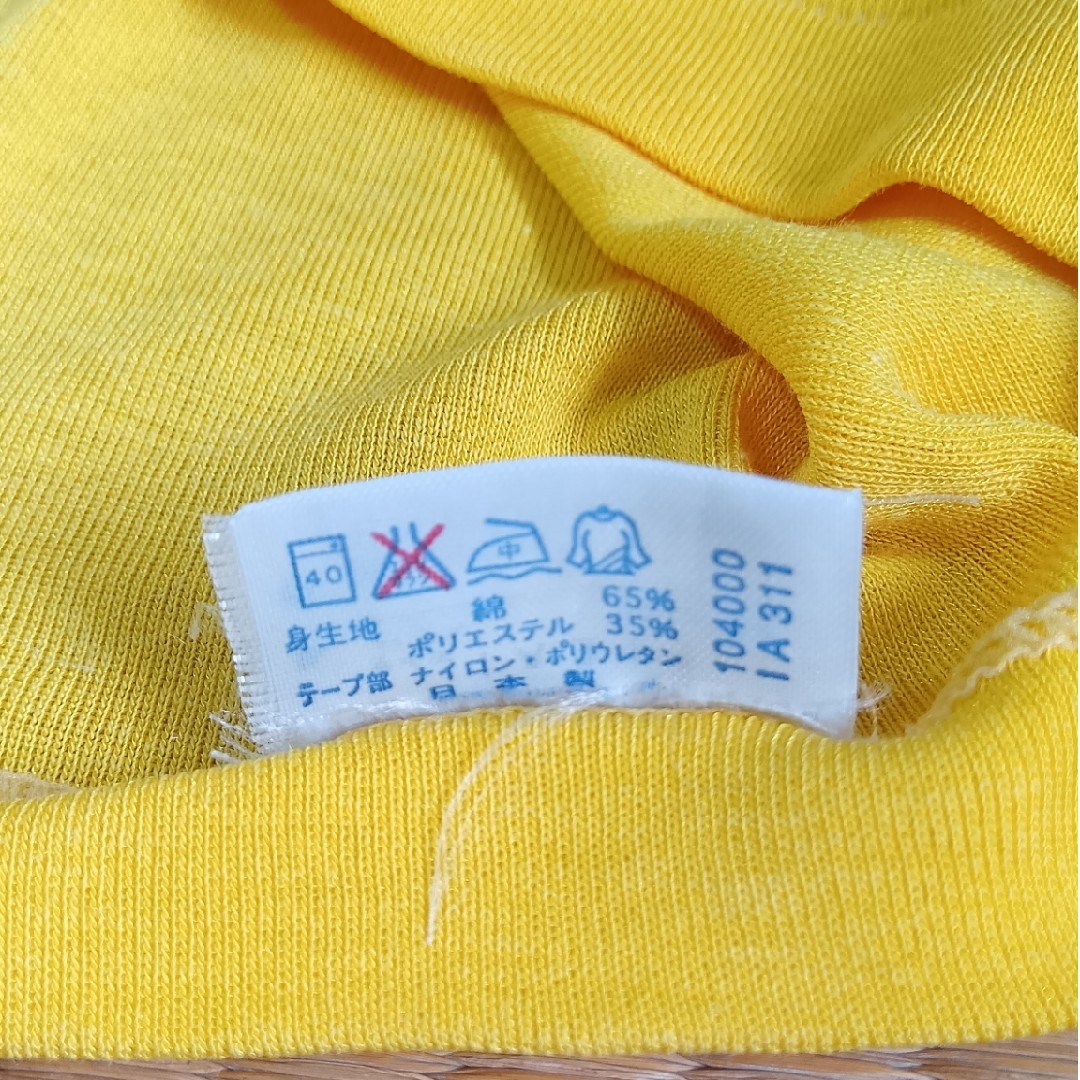 40 中
身生地 綿 65%
ポリエステル 35%
テープ部 ナイロン・ポリウレタン
日本製
104000
IA311